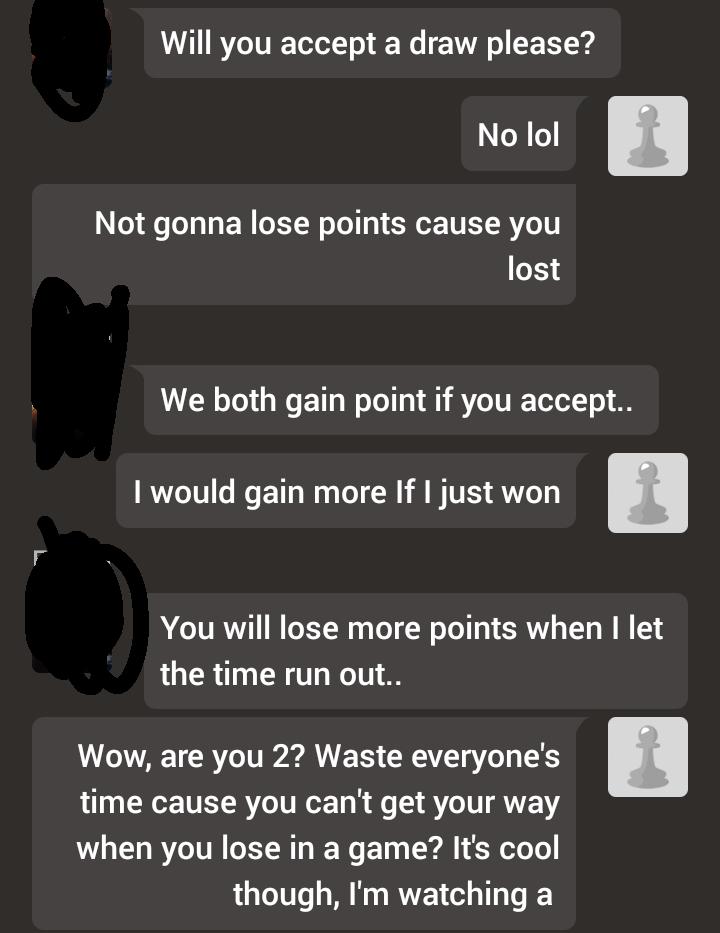 Will you accept a draw please?
No lol
Not gonna lose points cause you
lost
We both gain point if you accept..
I would gain more If I just won
You will lose more points when I let
the time run out..
Wow, are you 2? Waste everyone's
time cause you can't get your way
when you lose in a game? It's cool
though, I'm watching a